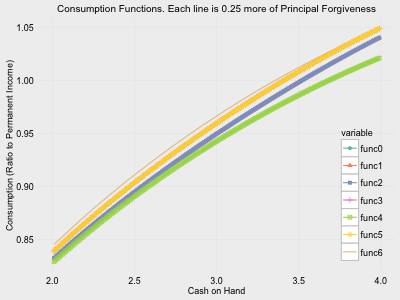 Consumption Functions. Each line is 0.25 more of Principal Forgiveness
Consumption (Ratio to Permanent Income)
1.05
1.00
0.95
0.90
0.85
variable
func0
func1
func2
func3
func4
func5
func6
2.0 2.5 3.0 3.5 4.0
Cash on Hand